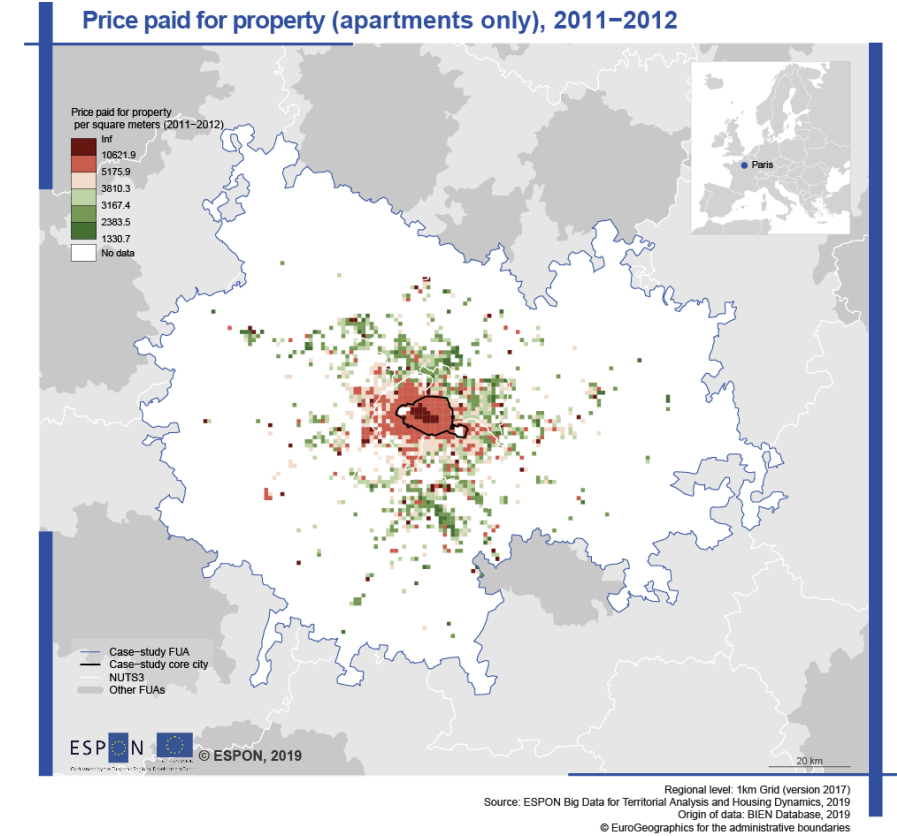 Price paid for property (apartments only), 2011−2012
Price paid for property
per square meters (2011−2012)
Inf
10621.9
5175.9
3810.3
3167.4
2383.5
1330.7
No data
Paris
Case−study FUA
Case−study core city
NUTS3
Other FUAs
ESPON
© ESPON, 2019
20 km
Regional level: 1km Grid (version 2017)
Source: ESPON Big Data for Territorial Analysis and Housing Dynamics, 2019
Origin of data: BIEN Database, 2019
© EuroGeographics for the administrative boundaries